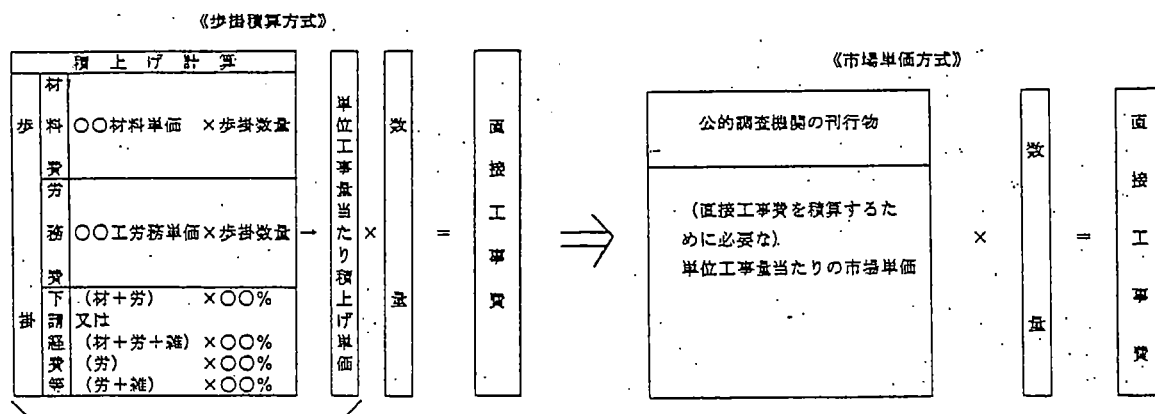 《歩掛積算方式》
積上げ計算
歩掛
材料費
○○材料単価 ×歩掛数量
労務費
○○工労務単価×歩掛数量
下請経費等
(材+労) ×○○%
又は
(材+労+雑) ×○○%
(労) ×○○%
(労+雑) ×○○%
→
単位工事量当たり積上げ単価
×
数量
=
直接工事費
⇒
《市場単価方式》
公的調査機関の刊行物
(直接工事費を積算するた
めに必要な)
単位工事量当たりの市場単価
×
数量
=
直接工事費